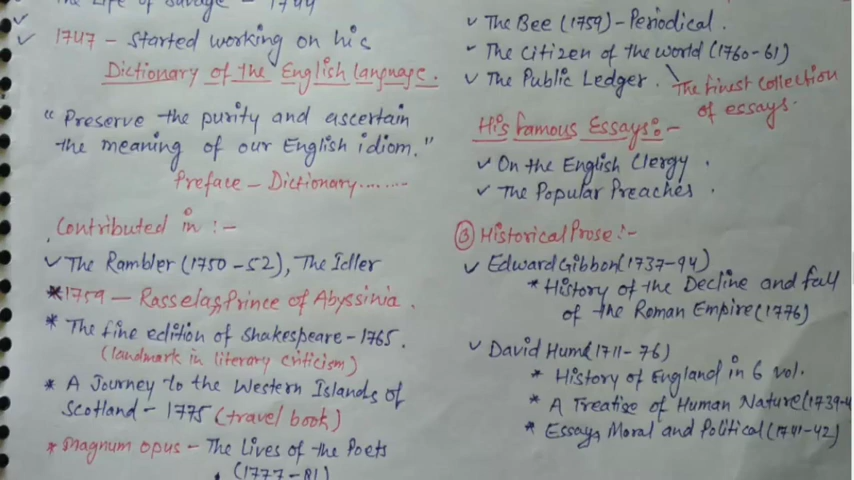 The Life of Savage - 1744
1747 - Started working on his
Dictionary of the English language.
"Preserve the purity and ascertain
the meaning of our English idiom."
Preface - Dictionary.......
Contributed in :-
The Rambler (1750-52), The Idler
*1759 - Rasselas, Prince of Abyssinia.
* The fine edition of Shakespeare - 1765.
(landmark in literary criticism)
* A Journey to the Western Islands of
Scotland - 1775 (travel book)
* Magnum opus - The Lives of the Poets
(1777-81)
The Bee (1759) - Periodical.
The Citizen of the world (1760-61)
The Public Ledger. The finest collection
of essays.
His famous Essays :-
On the English Clergy.
The Popular Preaches.
③ Historical Prose :-
Edward Gibbon (1737-94)
* History of the Decline and fall
of the Roman Empire (1776)
David Hume (1711-76)
* History of England in 6 vol.
* A Treatise of Human Nature (1739-4
* Essays, Moral and Political (1741-42)